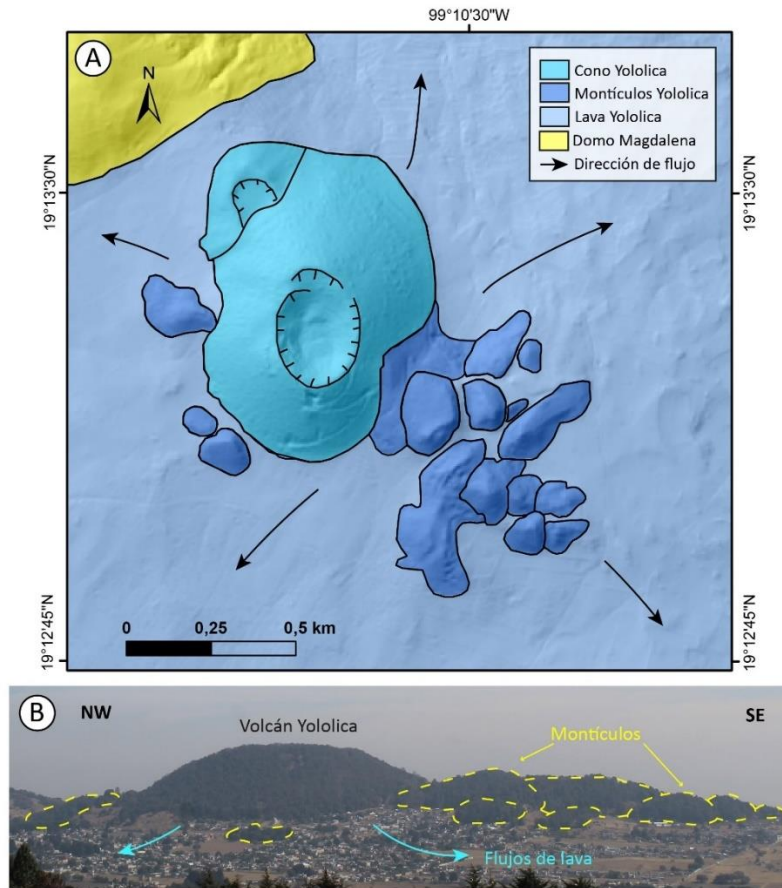 99°10'30"W
A
N
Cono Yololica
Montículos Yololica
Lava Yololica
Domo Magdalena
Dirección de flujo
19°13'30"N
19°13'30"N
19°12'45"N
19°12'45"N
0 0,25 0,5 km
B
NW
SE
Volcán Yololica
Montículos
Flujos de lava